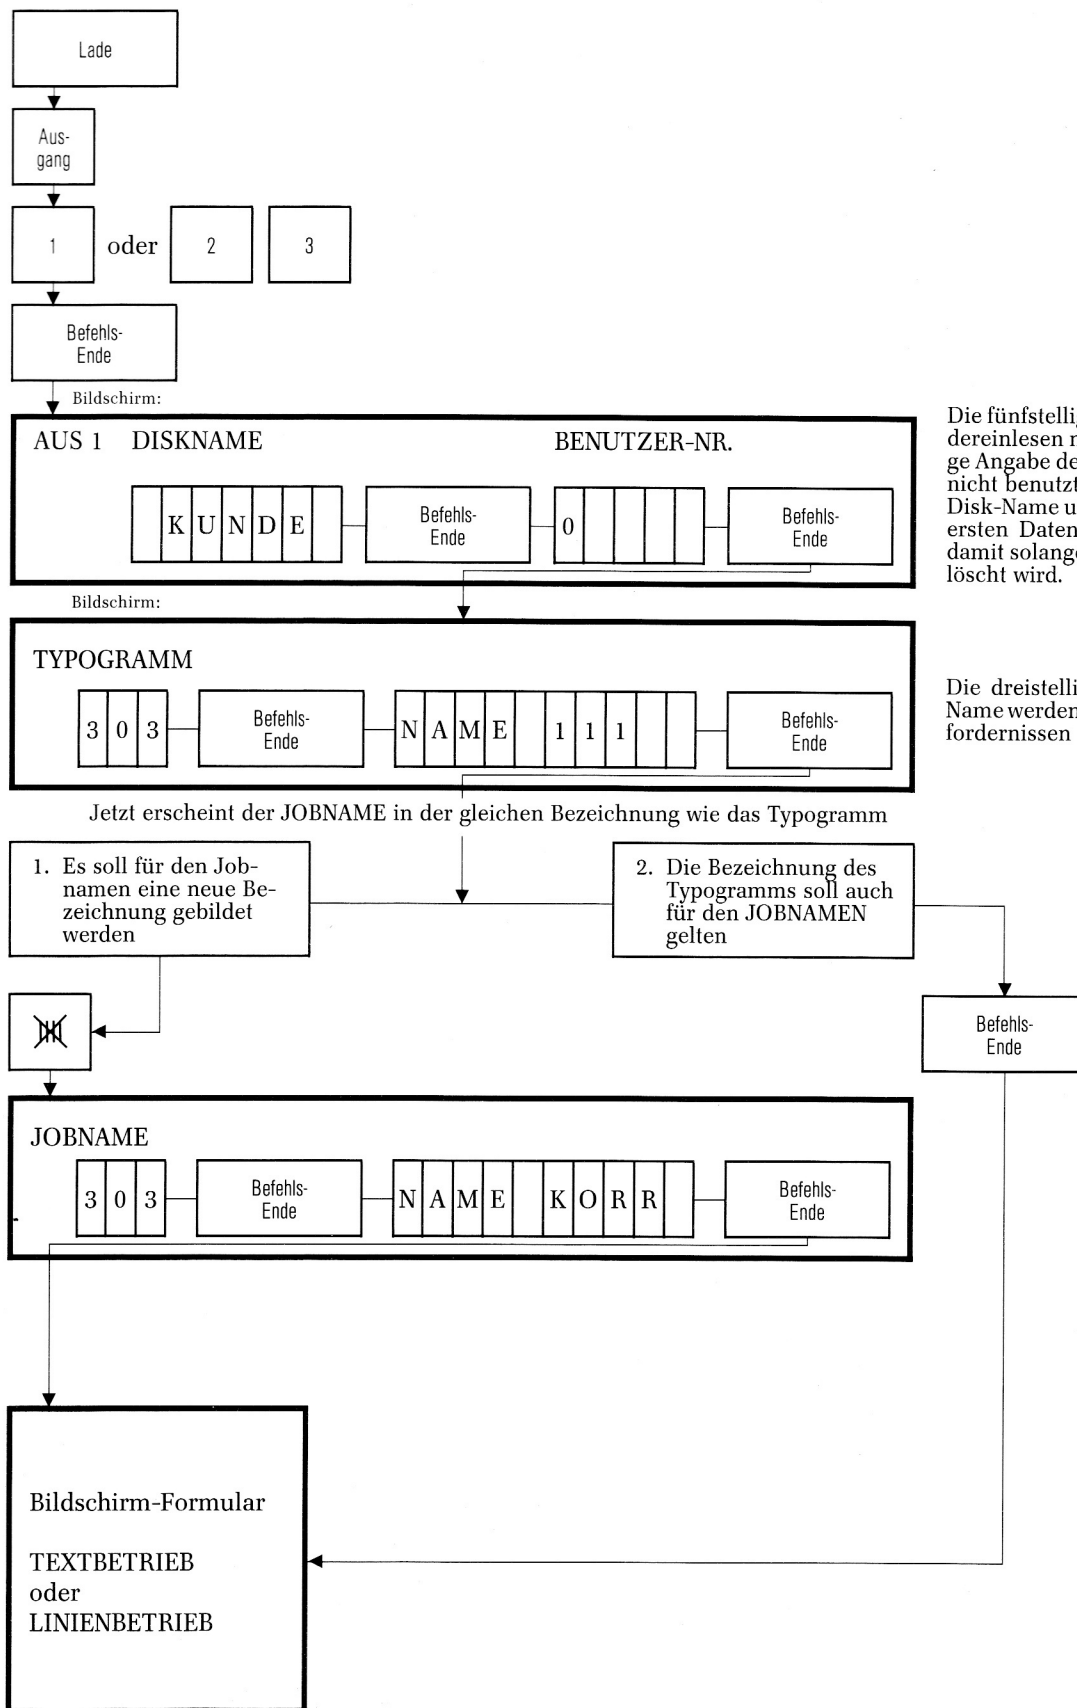 Lade
Aus-
gang
1 oder 2 3
Befehls-
Ende
Bildschirm:
AUS 1 DISKNAME BENUTZER-NR.
K U N D E Befehls-
Ende 0 Befehls-
Ende
Die fünfstellig
dereinlesen
ge Angabe de
nicht benutzt
Disk-Name
ersten Daten
damit solange
löscht wird.
Bildschirm:
TYPOGRAMM
3 0 3 Befehls-
Ende N A M E 1 1 1 Befehls-
Ende
Die dreistelli
Name werden
fordernissen
Jetzt erscheint der JOBNAME in der gleichen Bezeichnung wie das Typogramm
1. Es soll für den Job-
namen eine neue Be-
zeichnung gebildet
werden
2. Die Bezeichnung des
Typogramms soll auch
für den JOBNAMEN
gelten
Befehls-
Ende
JOBNAME
3 0 3 Befehls-
Ende N A M E K O R R Befehls-
Ende
Bildschirm-Formular
TEXTBETRIEB
oder
LINIENBETRIEB